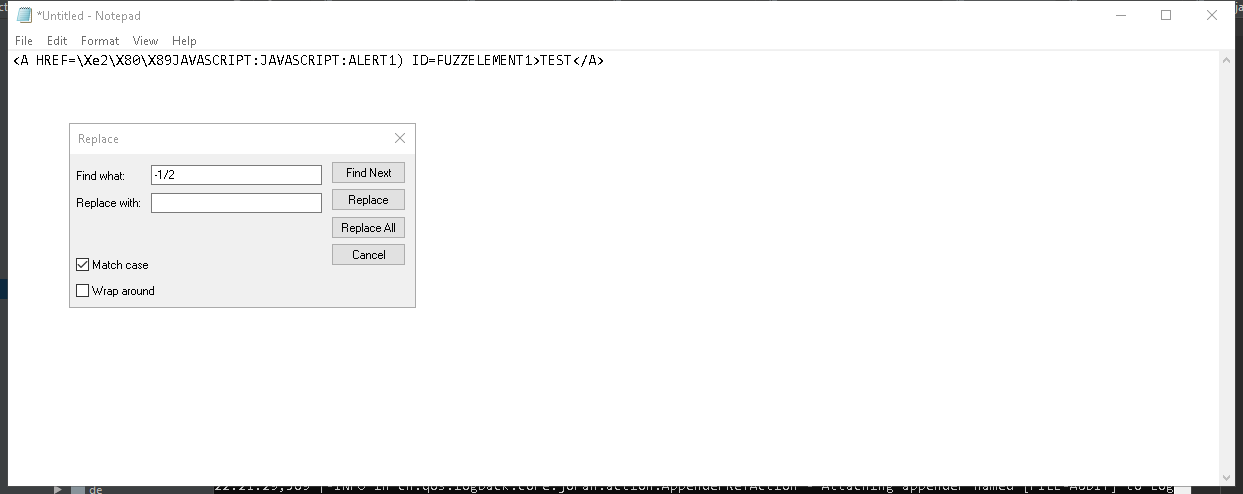 *Untitled - Notepad
File Edit Format View Help
<A HREF=\Xe2\X80\X89JAVASCRIPT:JAVASCRIPT:ALERT1) ID=FUZZELEMENT1>TEST</A>
Replace
Find what: -1/2 Find Next
Replace with: Replace
Replace All
Cancel
Match case
Wrap around
de 22:21:29,569 |-INFO in ch.qos.logback.core.joran.action.AppenderRefAction - Attaching appender named [FILE-AUDIT] to Log